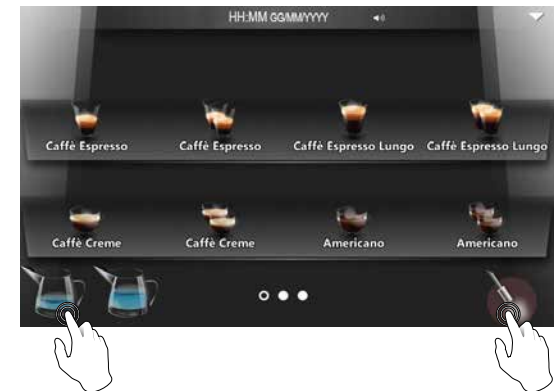 HH:MM GG/MM/YYYY
Caffè Espresso Caffè Espresso Caffè Espresso Lungo Caffè Espresso Lungo
Caffè Creme Caffè Creme Americano Americano